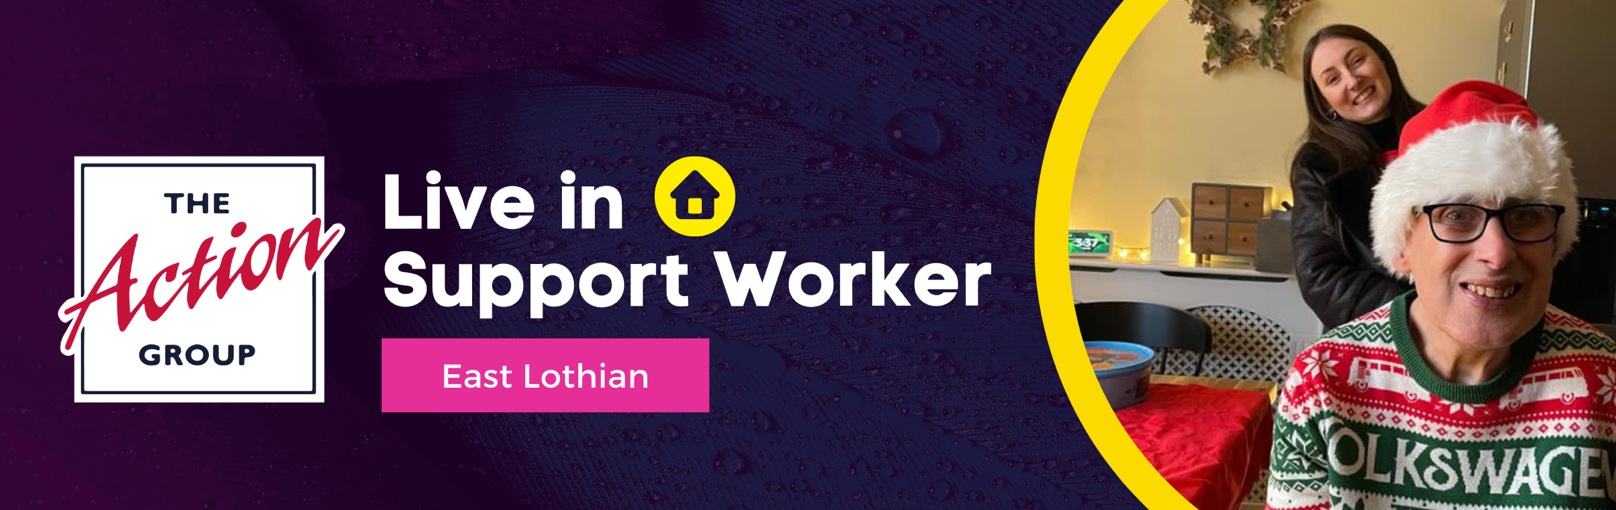 THE
Action
GROUP
Live in
Support Worker
East Lothian
OLKSWAGE